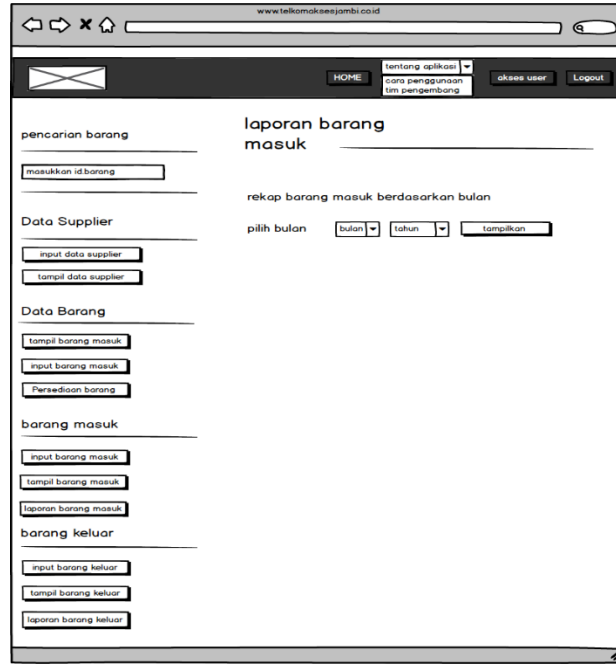 www.telkomaksesjambi.co.id
HOME
tentang aplikasi
cara penggunaan
tim pengembang
akses user
Logout
pencarian barang
masukkan id.barang
Data Supplier
input data supplier
tampil data supplier
Data Barang
tampil barang masuk
input barang masuk
Persediaan barang
barang masuk
input barang masuk
tampil barang masuk
laporan barang masuk
barang keluar
input barang keluar
tampil barang keluar
laporan barang keluar
laporan barang
masuk
rekap barang masuk berdasarkan bulan
pilih bulan bulan tahun tampilkan